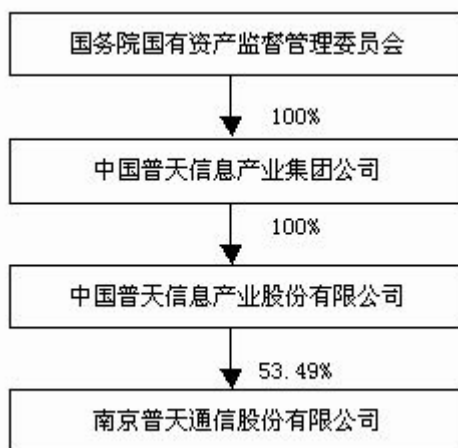 国务院国有资产监督管理委员会
100%
中国普天信息产业集团公司
100%
中国普天信息产业股份有限公司
53.49%
南京普天通信股份有限公司